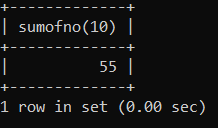 +-------------+
| sumofno(10) |
+-------------+
|          55 |
+-------------+
1 row in set (0.00 sec)